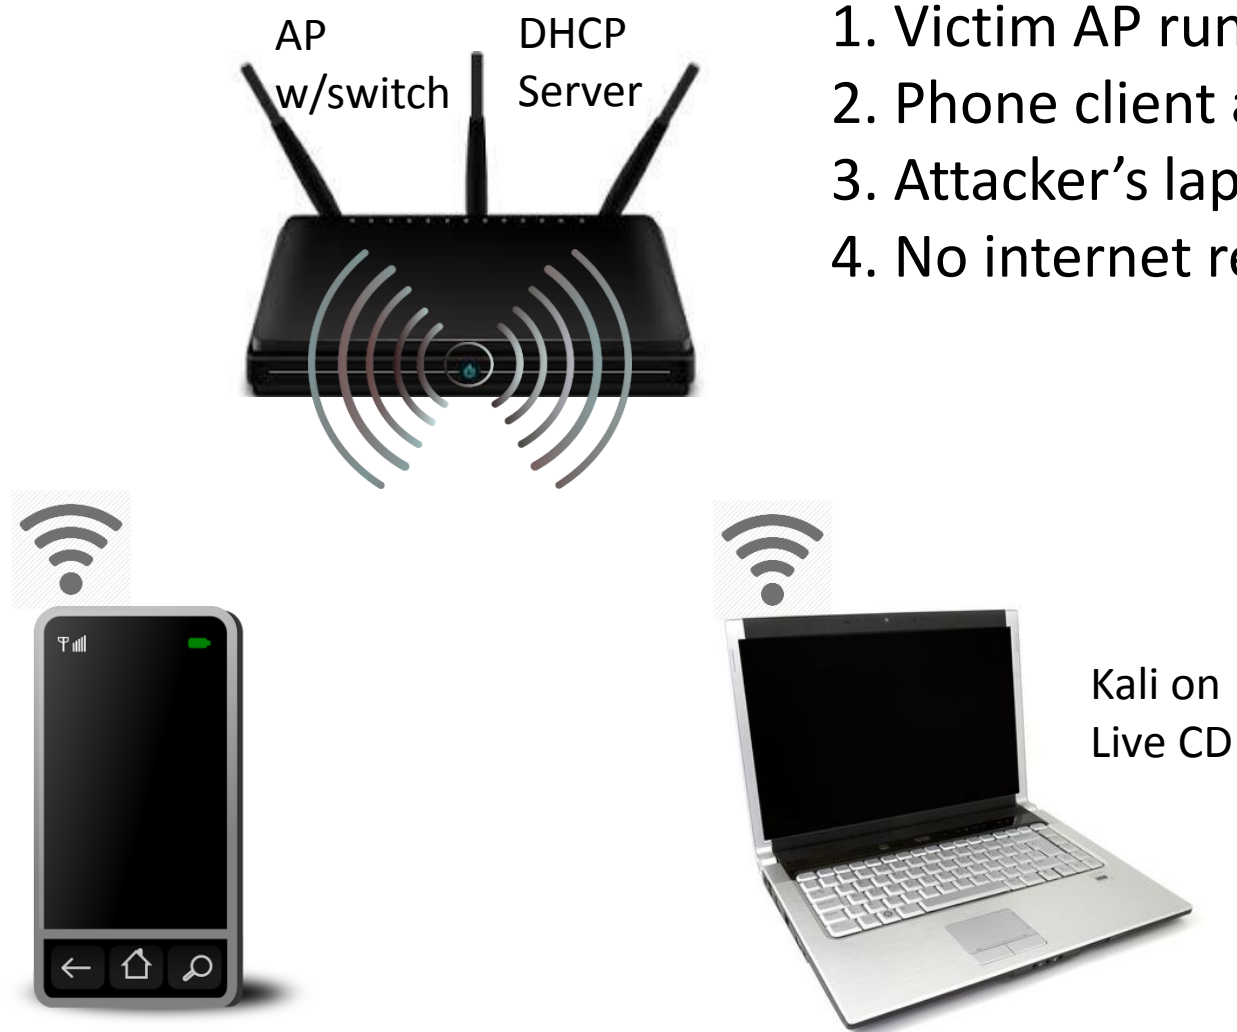 AP
w/switch
DHCP
Server
1. Victim AP run
2. Phone client
3. Attacker’s lap
4. No internet re
Kali on
Live CD